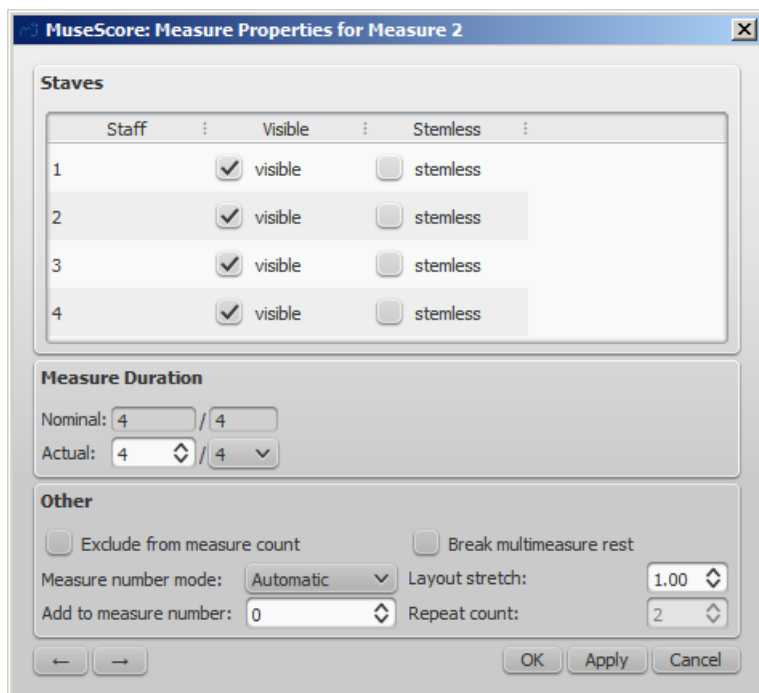 MuseScore: Measure Properties for Measure 2
Staves
Staff Visible Stemless
1 visible stemless
2 visible stemless
3 visible stemless
4 visible stemless
Measure Duration
Nominal: 4 / 4
Actual: 4 / 4
Other
Exclude from measure count Break multimeasure rest
Measure number mode: Automatic Layout stretch: 1.00
Add to measure number: 0 Repeat count: 2
← → OK Apply Cancel